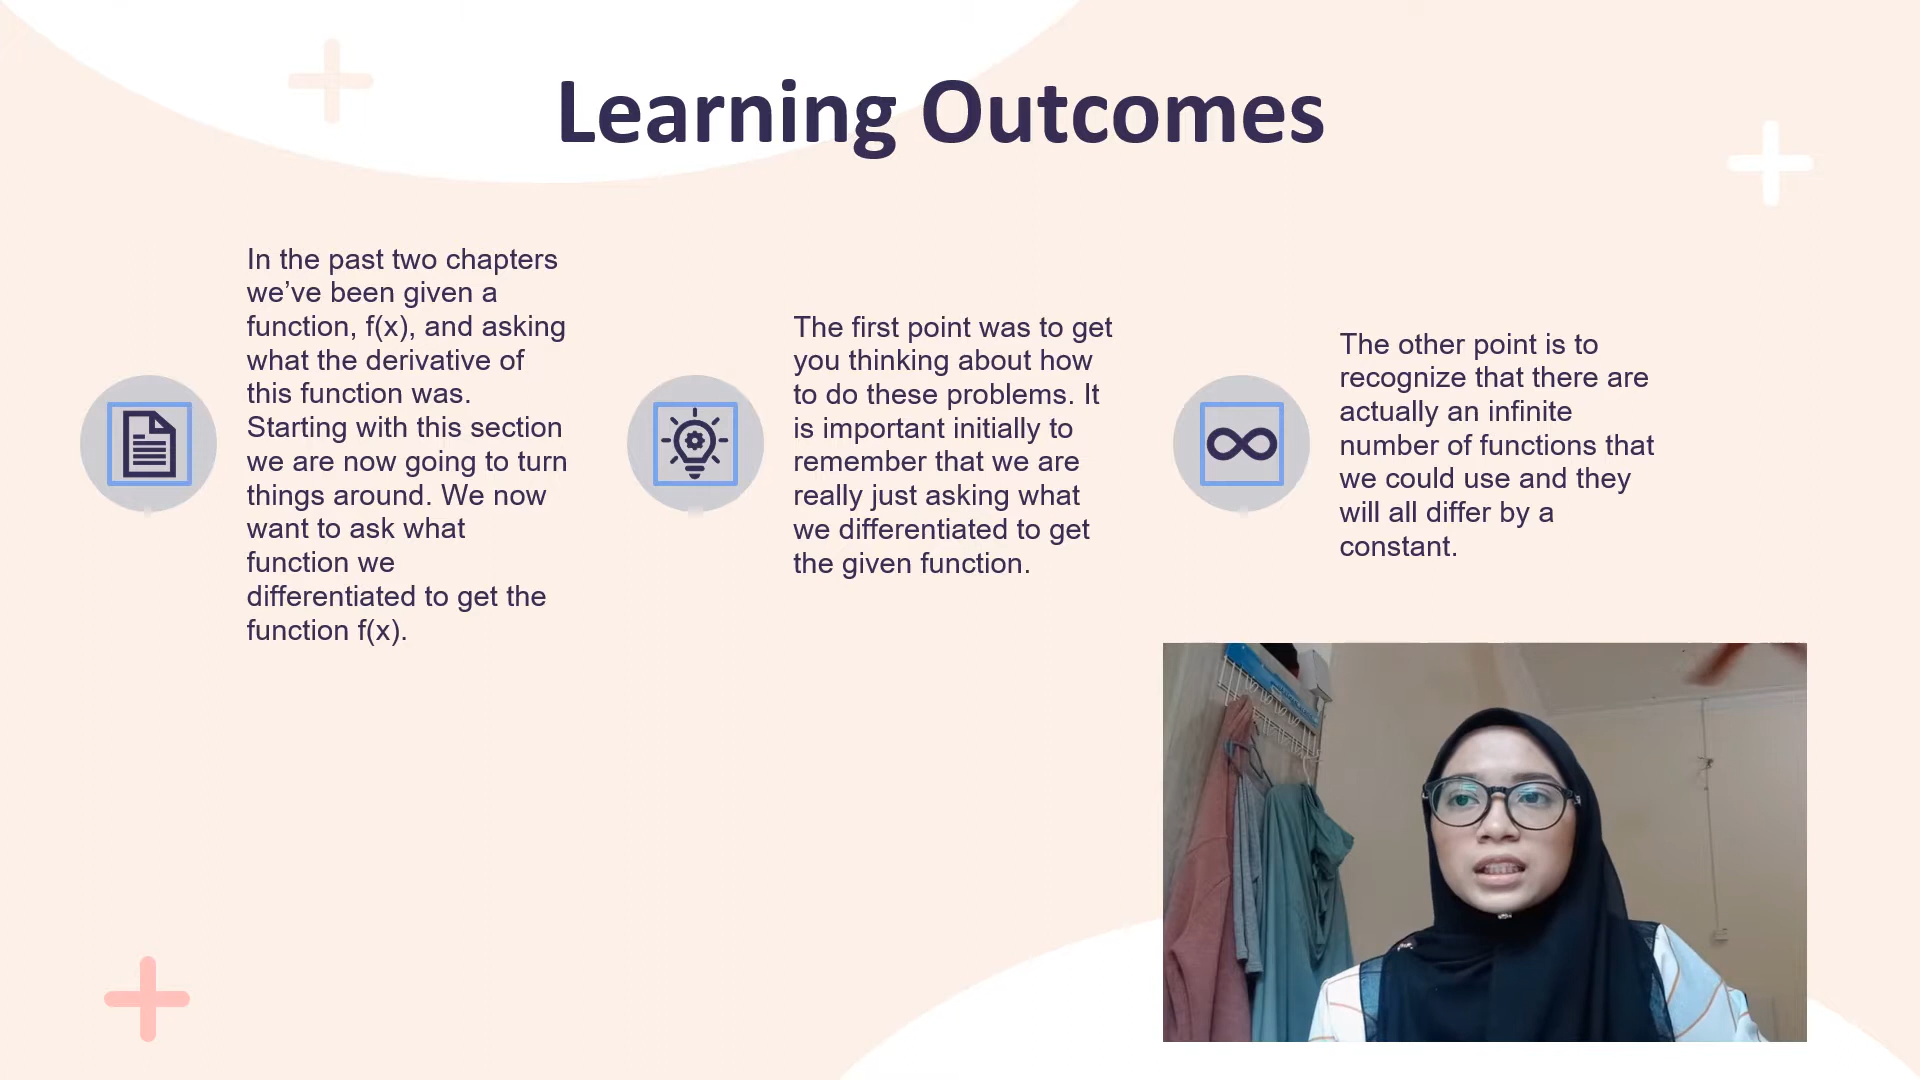 Learning Outcomes
In the past two chapters
we’ve been given a
function, f(x), and asking
what the derivative of
this function was.
Starting with this section
we are now going to turn
things around. We now
want to ask what
function we
differentiated to get the
function f(x).
The first point was to get
you thinking about how
to do these problems. It
is important initially to
remember that we are
really just asking what
we differentiated to get
the given function.
The other point is to
recognize that there are
actually an infinite
number of functions that
we could use and they
will all differ by a
constant.